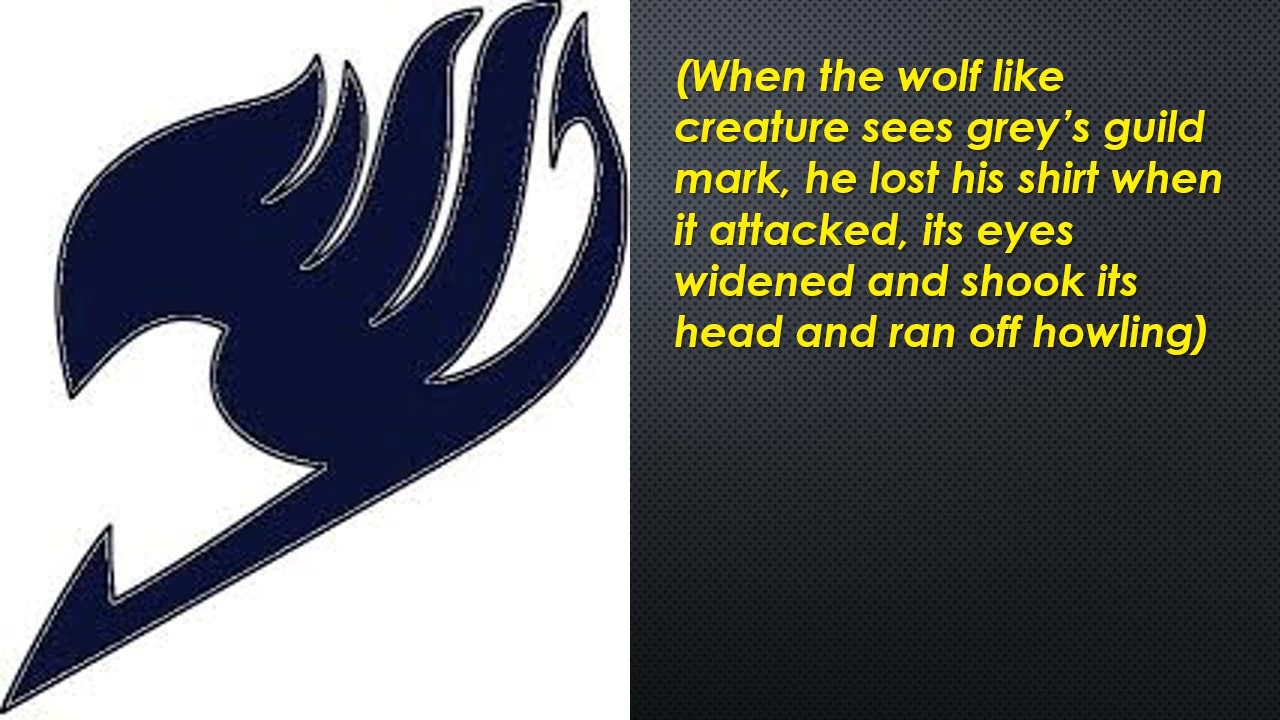 (When the wolf like
creature sees grey’s guild
mark, he lost his shirt when
it attacked, its eyes
widened and shook its
head and ran off howling)